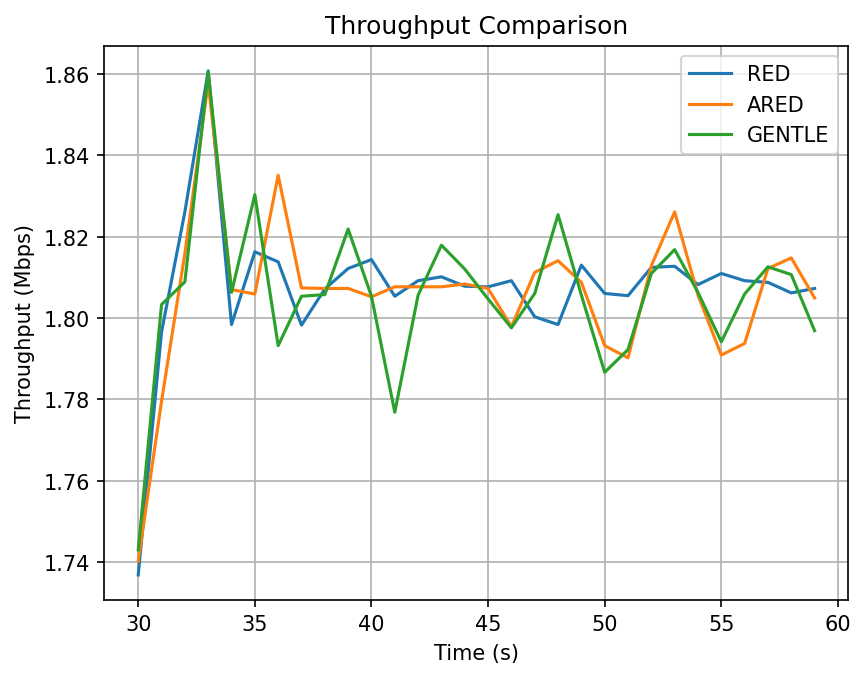 Throughput Comparison
RED
ARED
GENTLE
Throughput (Mbps)
1.86
1.84
1.82
1.80
1.78
1.76
1.74
30 35 40 45 50 55 60
Time (s)